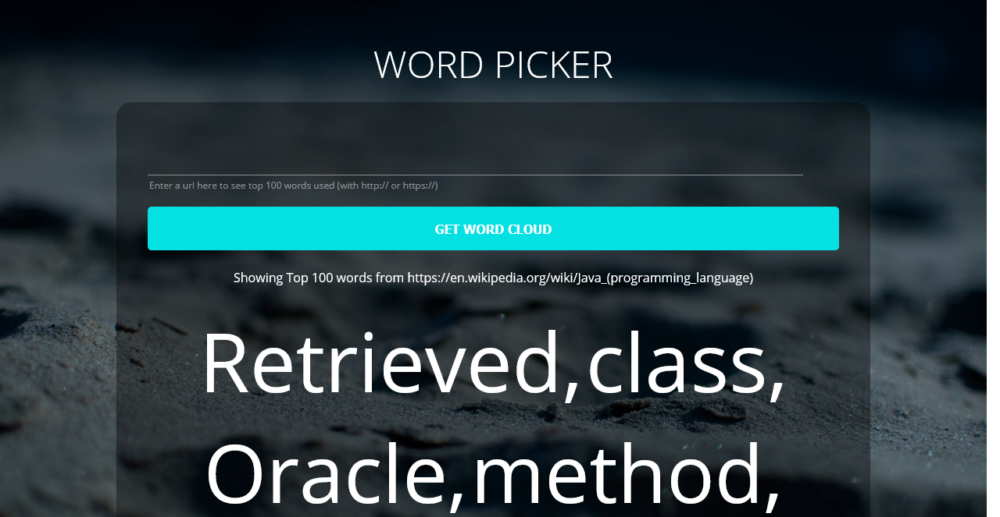 WORD PICKER
Enter a url here to see top 100 words used (with http:// or https://)
GET WORD CLOUD
Showing Top 100 words from https://en.wikipedia.org/wiki/Java_(programming_language)
Retrieved,class,
Oracle,method,